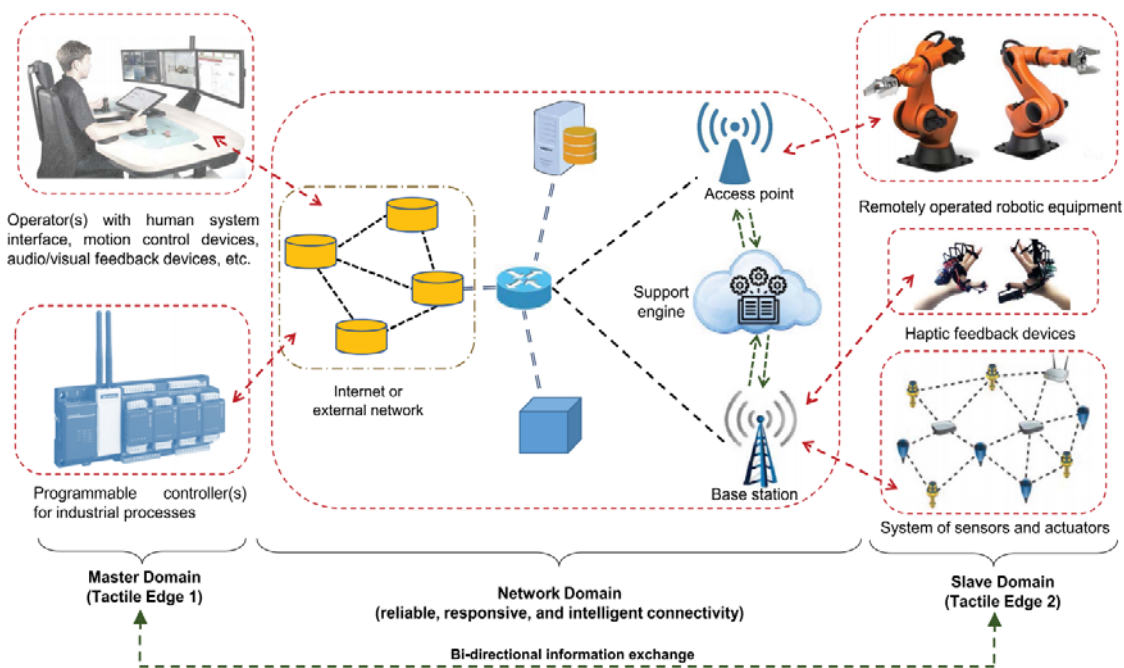 Operator(s) with human system
interface, motion control devices,
audio/visual feedback devices, etc.
Programmable controller(s)
for industrial processes
Internet or
external network
Access point
Support
engine
Base station
Remotely operated robotic equipment
Haptic feedback devices
System of sensors and actuators
Master Domain
(Tactile Edge 1)
Network Domain
(reliable, responsive, and intelligent connectivity)
Slave Domain
(Tactile Edge 2)
Bi-directional information exchange